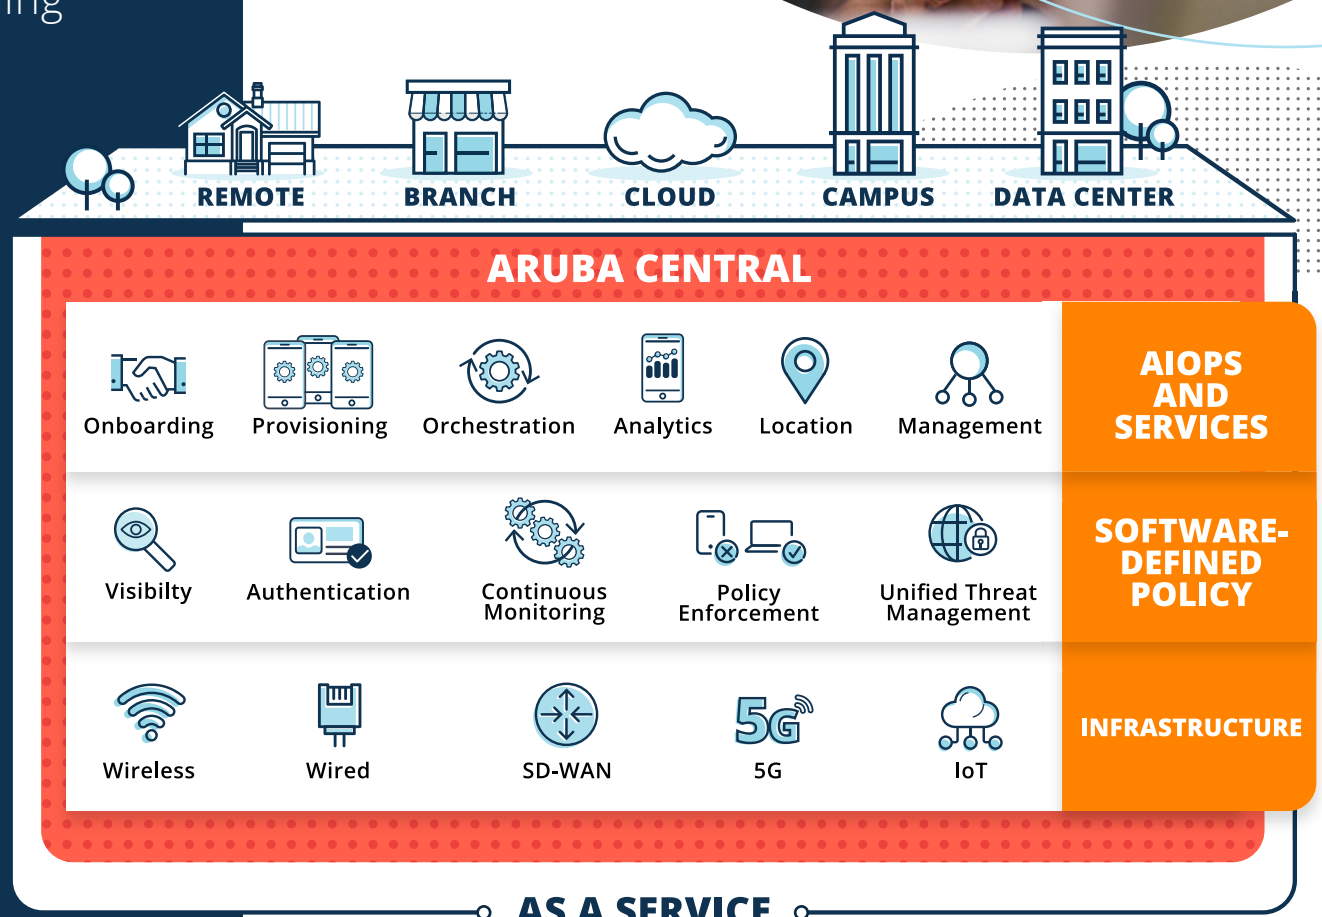 ing
REMOTE BRANCH CLOUD CAMPUS DATA CENTER
ARUBA CENTRAL
Onboarding Provisioning Orchestration Analytics Location Management
AIOPS
AND
SERVICES
Visibilty Authentication Continuous
Monitoring
Policy
Enforcement
Unified Threat
Management
SOFTWARE-
DEFINED
POLICY
5G
Wireless Wired SD-WAN 5G IoT
INFRASTRUCTURE
AS A SERVICE